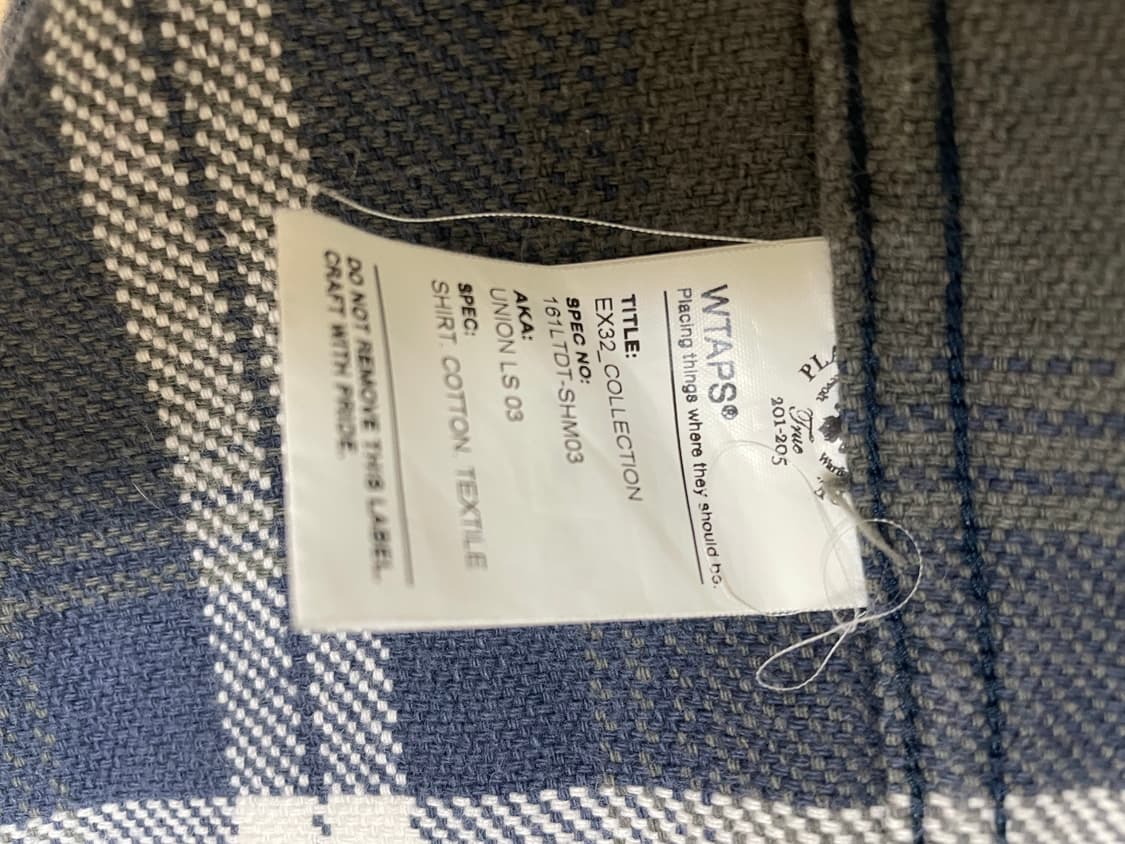 True
201-205
WTAPS®
Placing things where they should be.
TITLE:
EX32_COLLECTION
SPEC NO:
161LTDT-SHM03
AKA:
UNION LS 03
SPEC:
SHIRT. COTTON. TEXTILE
DO NOT REMOVE THIS LABEL.
CRAFT WITH PRIDE.